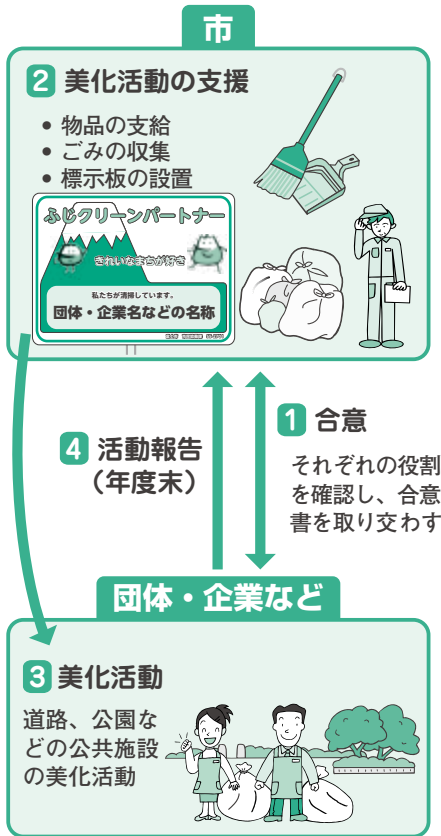 市
2 美化活動の支援
• 物品の支給
• ごみの収集
• 標示板の設置
ふじクリーンパートナー
きれいなまちが好き
私たちが清掃しています。
団体・企業名などの名称
1 合意
それぞれの役割
を確認し、合意
書を取り交わす
4 活動報告
（年度末）
団体・企業など
3 美化活動
道路、公園な
どの公共施設
の美化活動